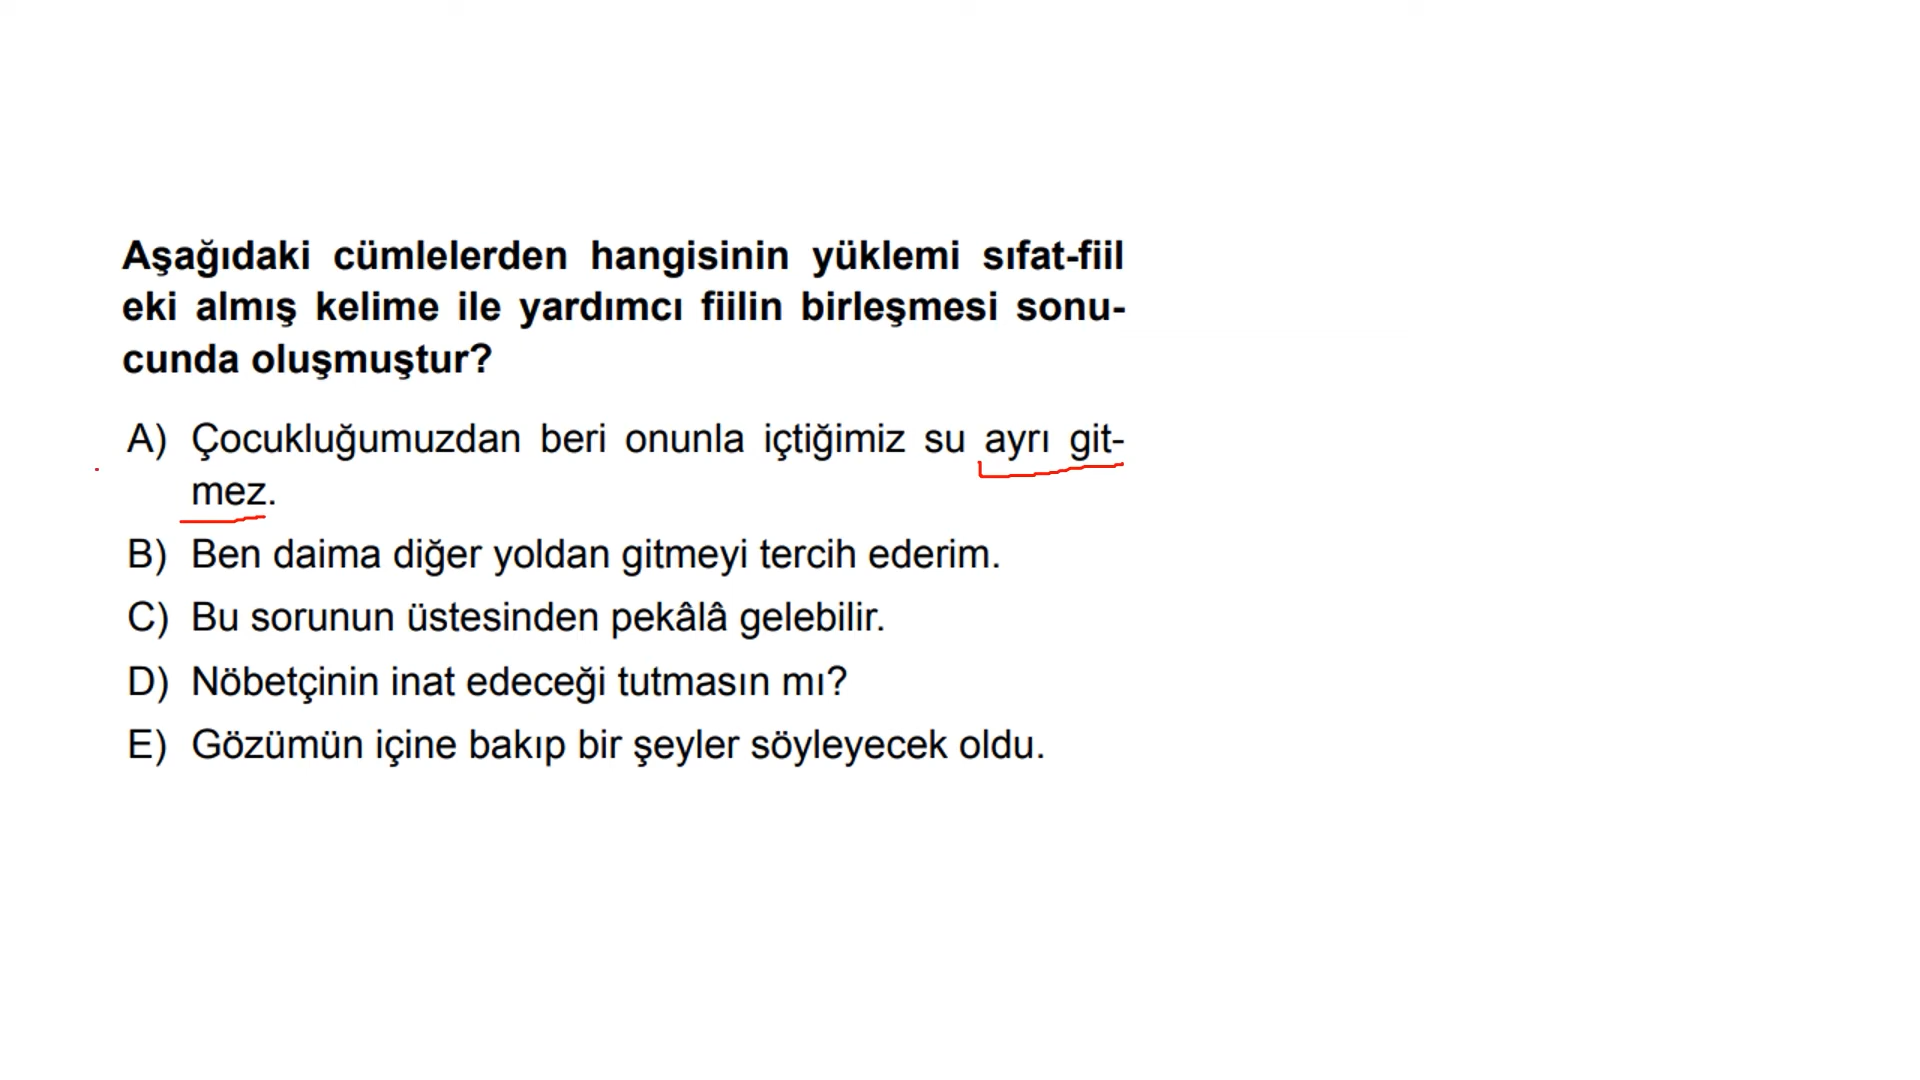 Aşağıdaki cümlelerden hangisinin yüklemi sıfat-fiil
eki almış kelime ile yardımcı fiilin birleşmesi sonu-
cunda oluşmuştur?
A) Çocukluğumuzdan beri onunla içtiğimiz su ayrı git-
mez.
B) Ben daima diğer yoldan gitmeyi tercih ederim.
C) Bu sorunun üstesinden pekâlâ gelebilir.
D) Nöbetçinin inat edeceği tutmasın mı?
E) Gözümün içine bakıp bir şeyler söyleyecek oldu.